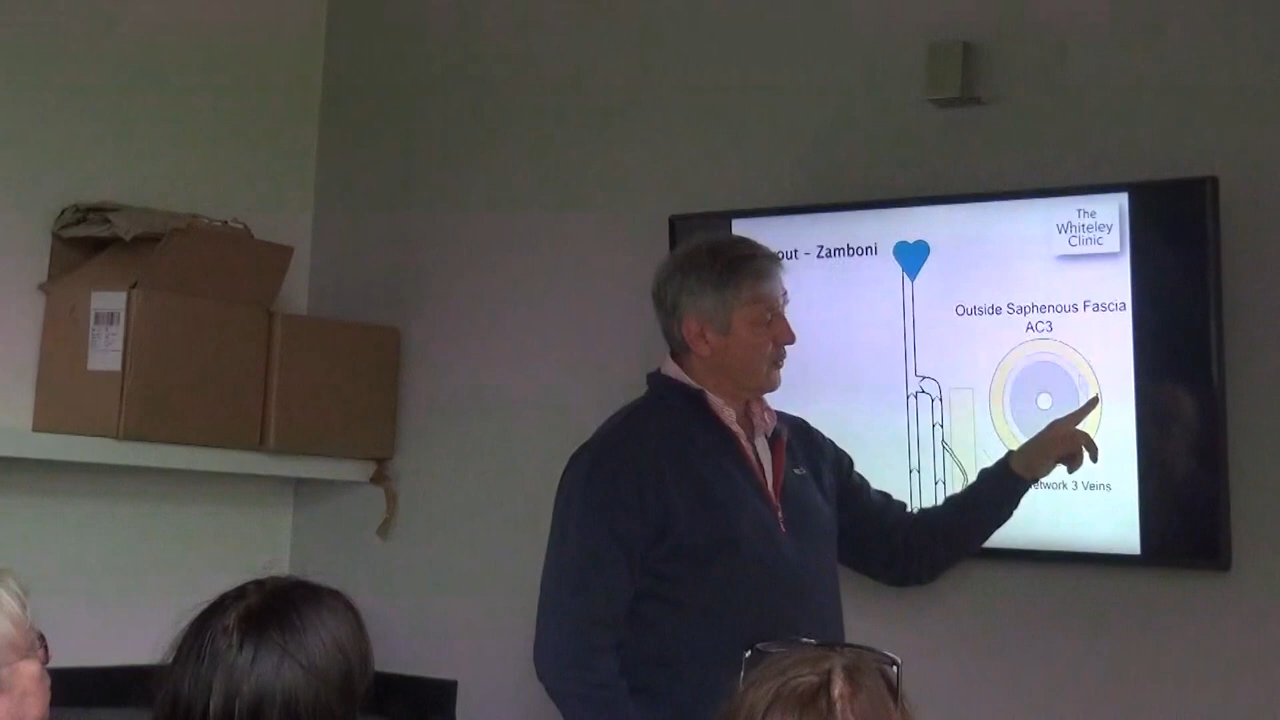 out – Zamboni
The
Whiteley
Clinic
Outside Saphenous Fascia
AC3
etwork 3 Veins